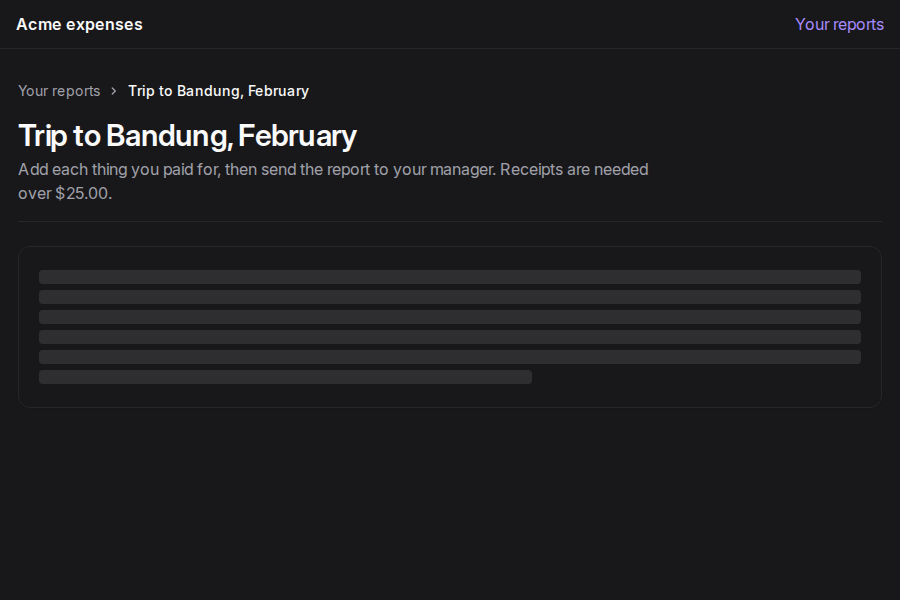 Acme expenses
Your reports
Your reports > Trip to Bandung, February
Trip to Bandung, February
Add each thing you paid for, then send the report to your manager. Receipts are needed
over $25.00.